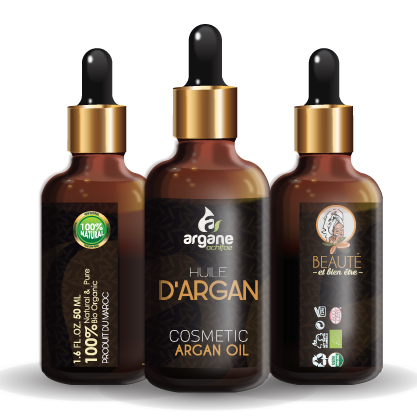 100%
NATURAL
1.6 FL. OZ. 50 ML
100% Natural & Pure
Bio Organic
PRODUIT DU MAROC
argane
HUILE
D'ARGAN
COSMETIC
ARGAN OIL
BEAUTÉ
et bien être